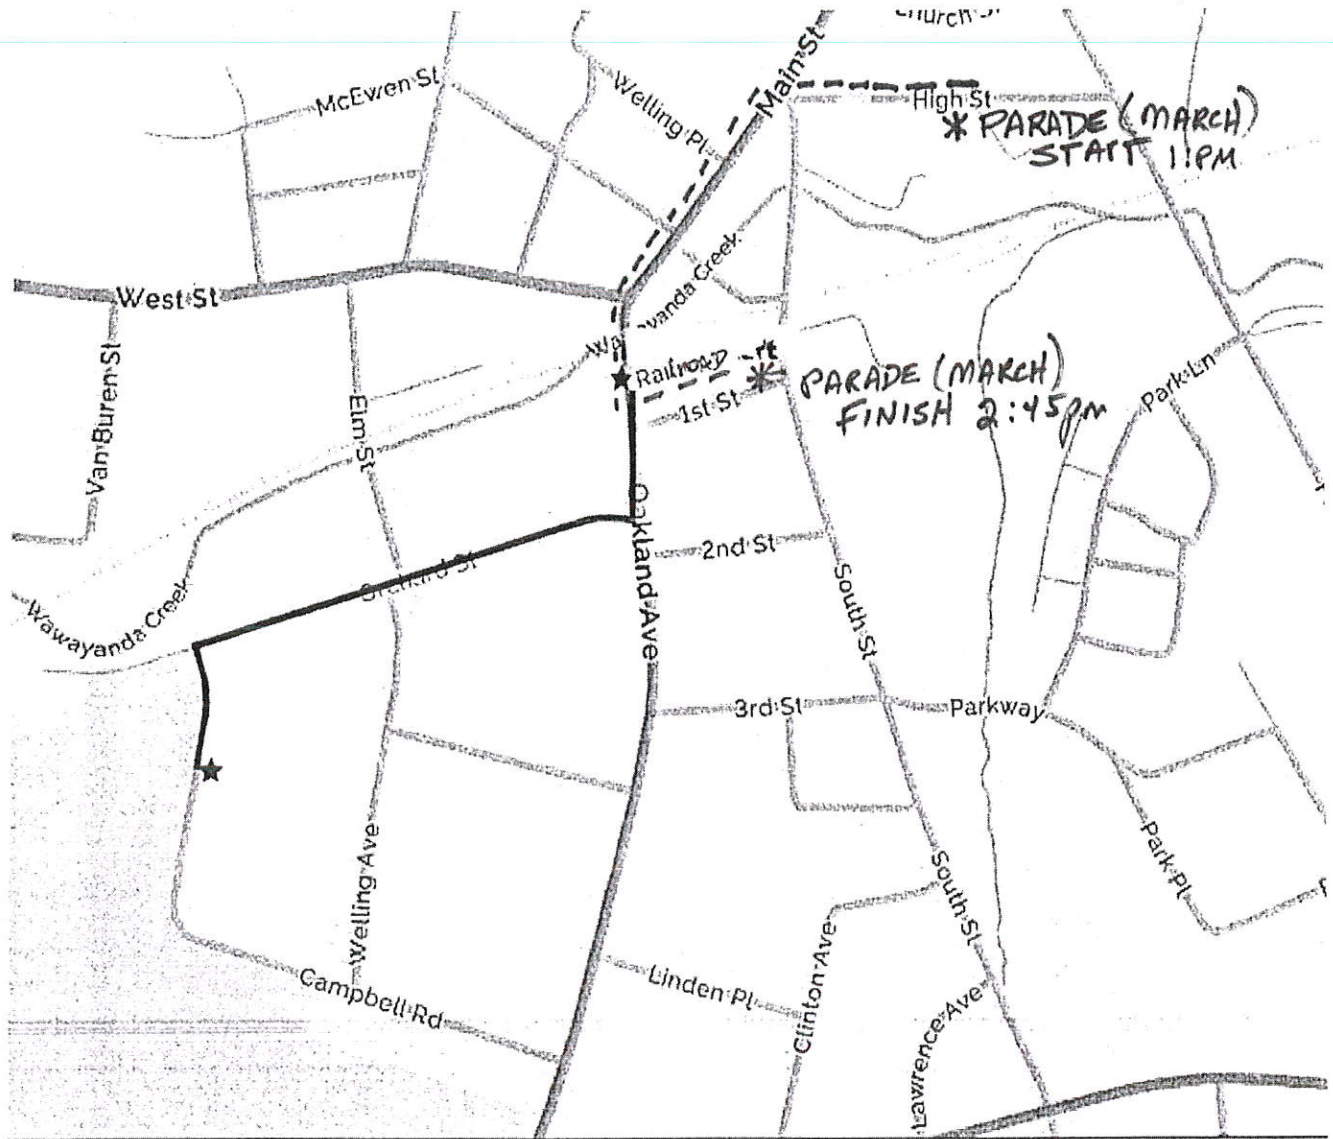 Church St
Main St
McEwen St
Welling Pl
High St
* PARADE (MARCH)
START 1:PM
West St
Wawayanda Creek
Railroad
* PARADE (MARCH)
FINISH 2:45pm
1st St
Park Ln
Van Buren St
Elm St
Oakland Ave
2nd St
Orchard St
Wawayanda Creek
South St
3rd St
Parkway
Park Pl
Welling Ave
South St
Campbell Rd
Linden Pl
Clinton Ave
Lawrence Ave